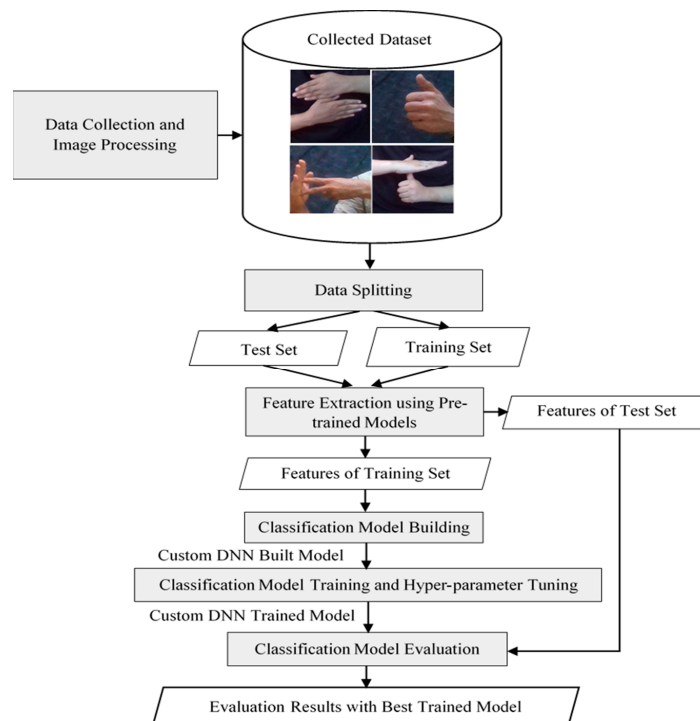 Collected Dataset
Data Collection and
Image Processing
Data Splitting
Test Set
Training Set
Feature Extraction using Pre-
trained Models
Features of Test Set
Features of Training Set
Classification Model Building
Custom DNN Built Model
Classification Model Training and Hyper-parameter Tuning
Custom DNN Trained Model
Classification Model Evaluation
Evaluation Results with Best Trained Model